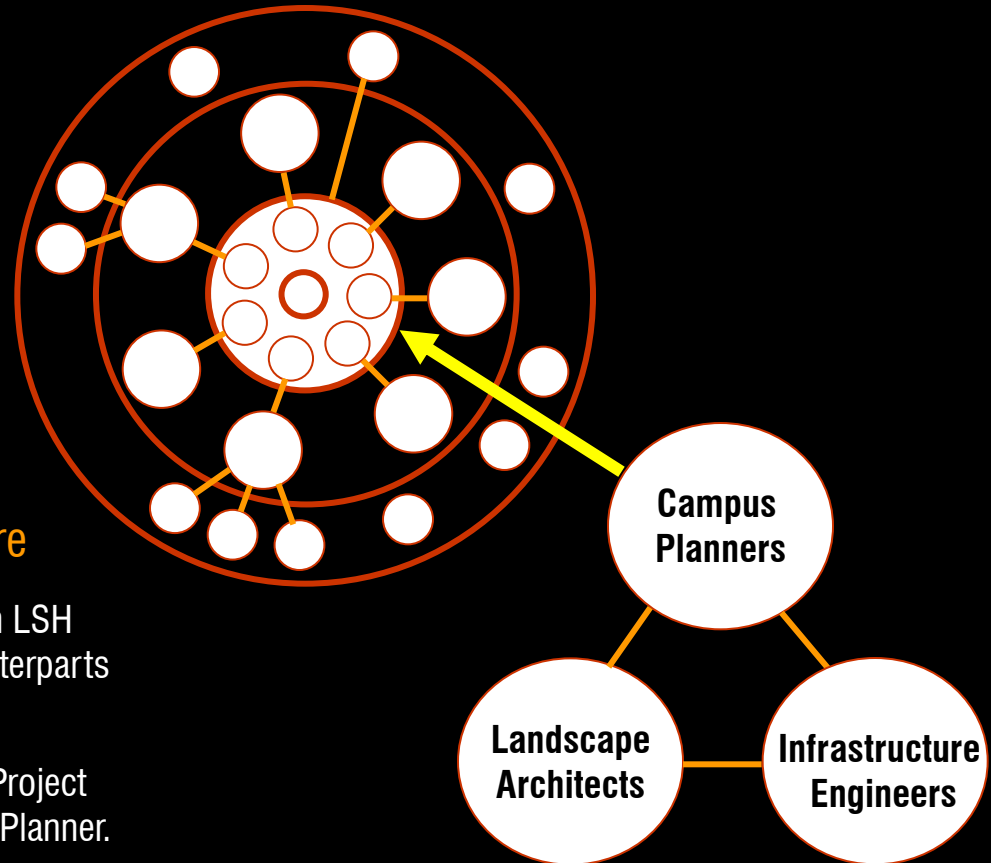 re
LSH
terparts
Project
Planner.
Campus
Planners
Landscape
Architects
Infrastructure
Engineers